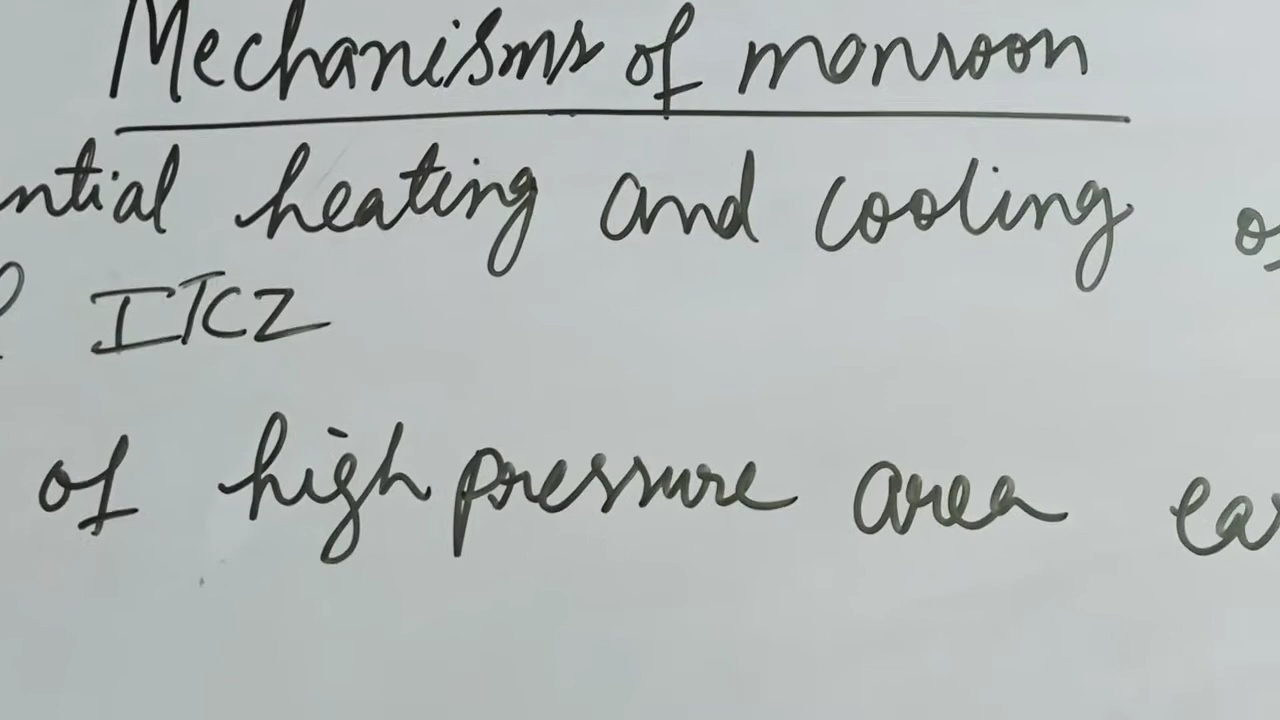 Mechanisms of monsoon
ntial heating and cooling
ITCZ
of high pressure area